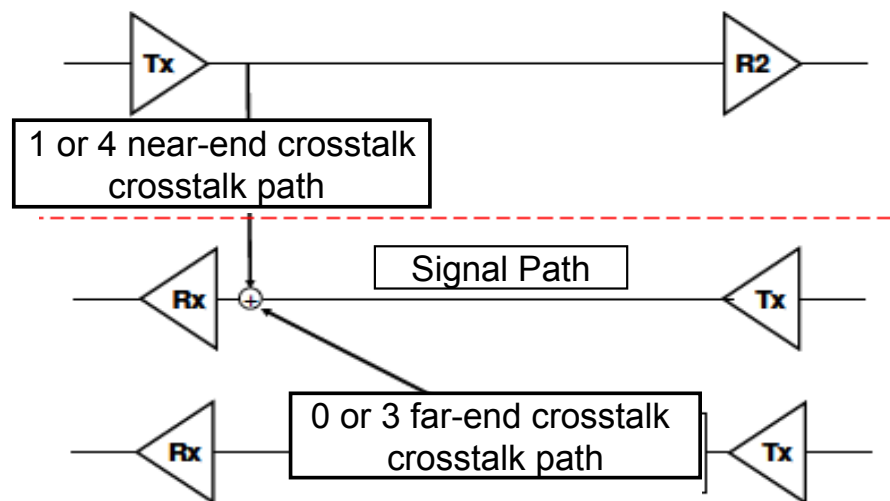 Tx
R2
1 or 4 near-end crosstalk
crosstalk path
Signal Path
Rx
+
Tx
0 or 3 far-end crosstalk
crosstalk path
Rx
Tx